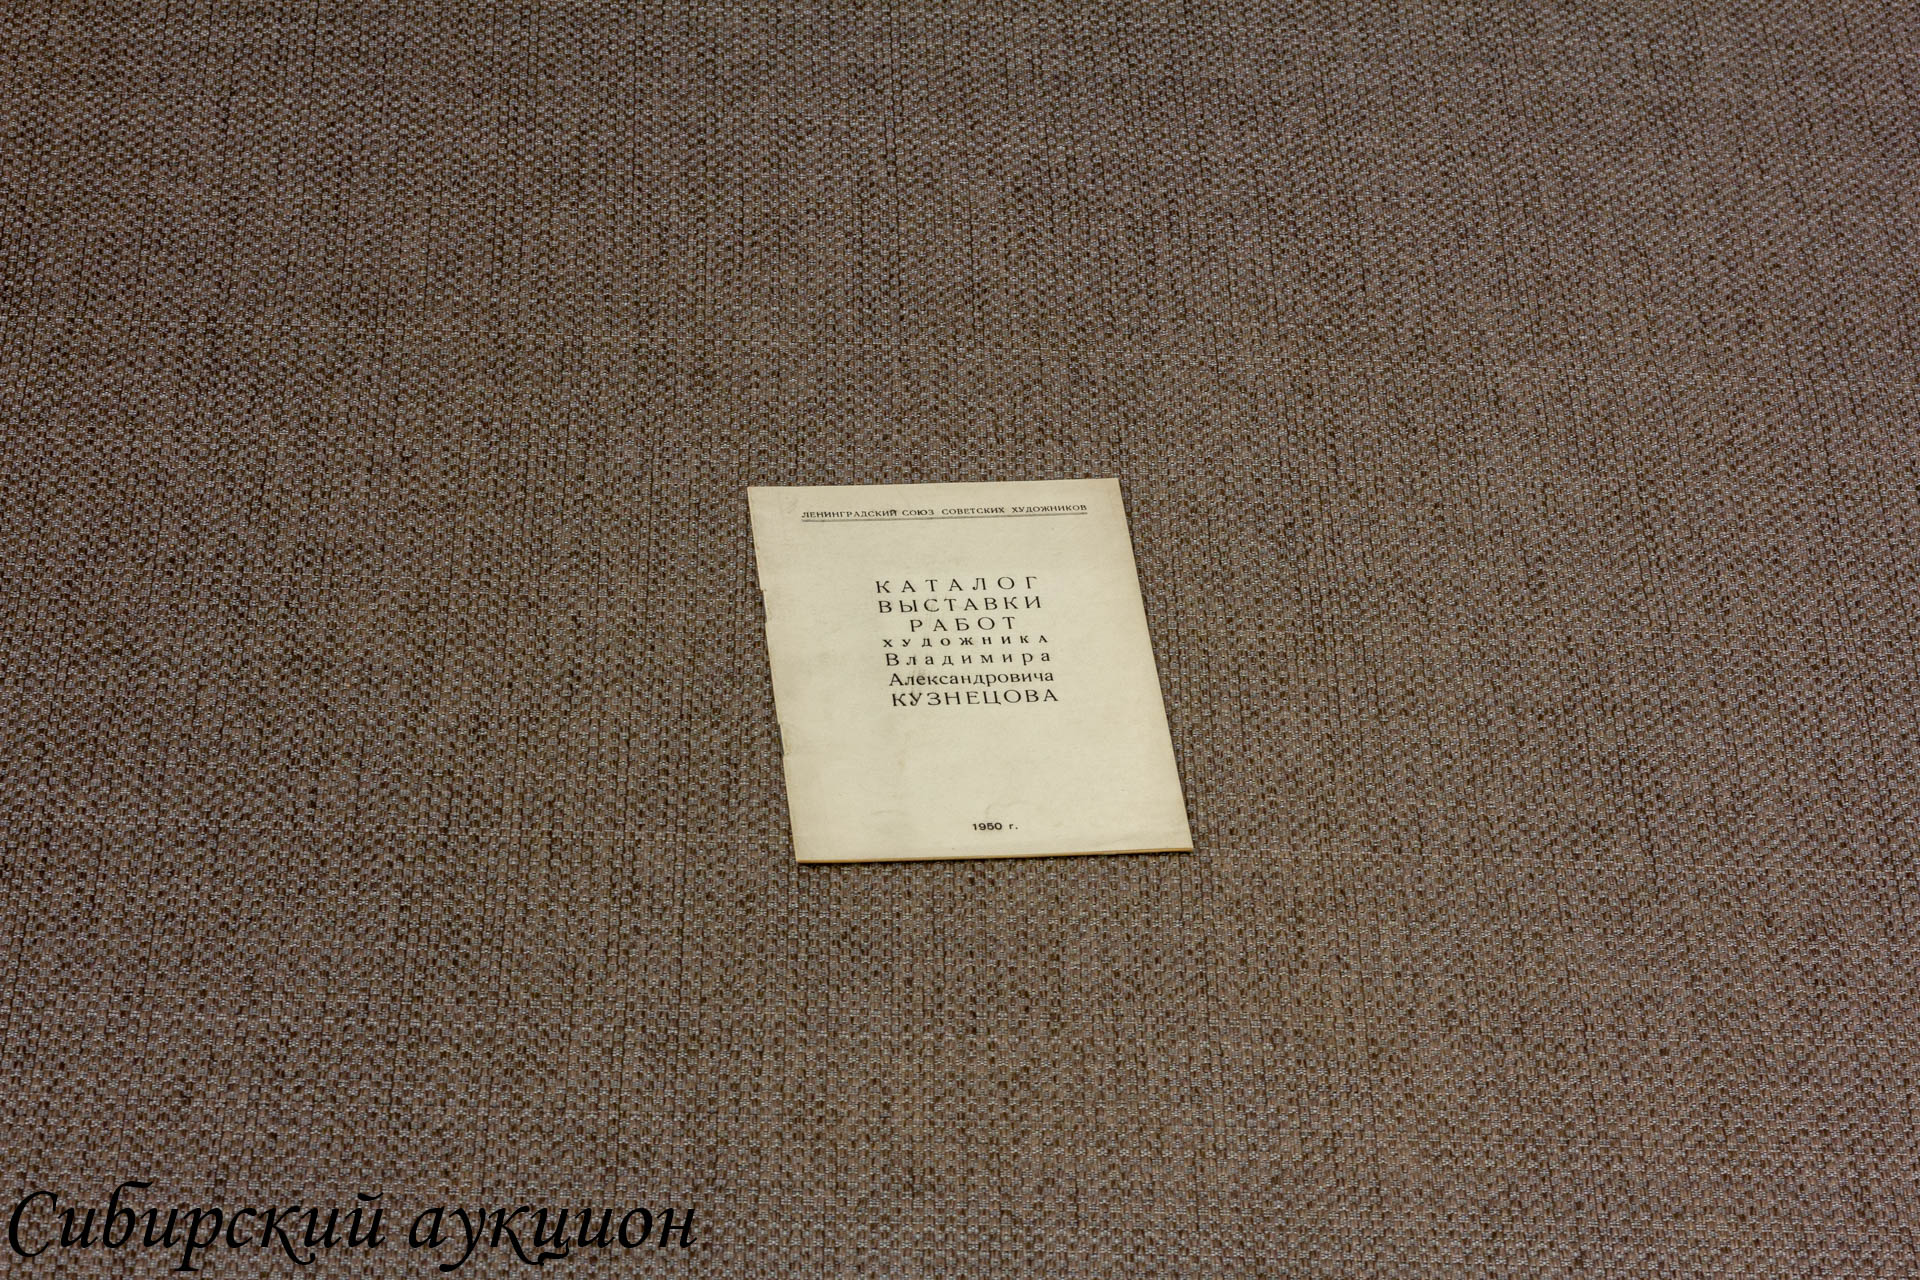 ЛЕНИНГРАДСКИЙ СОЮЗ СОВЕТСКИХ ХУДОЖНИКОВ
КАТАЛОГ
ВЫСТАВКИ
РАБОТ
ХУДОЖНИКА
Владимира
Александровича
КУЗНЕЦОВА
1950 г.
Сибирский аукцион